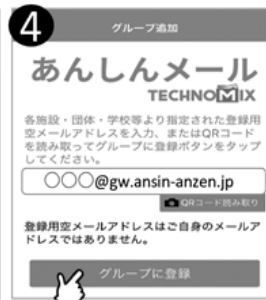 4
グループ追加
あんしんメール
TECHNOMIX
各施設・団体・学校等より指定された登録用
空メールアドレスを入力、またはQRコード
を読み取ってグループに登録ボタンをタップ
してください。
〇〇〇@gw.ansin-anzen.jp
QRコード読み取り
登録用空メールアドレスはご自身のメールア
ドレスではありません。
グループに登録